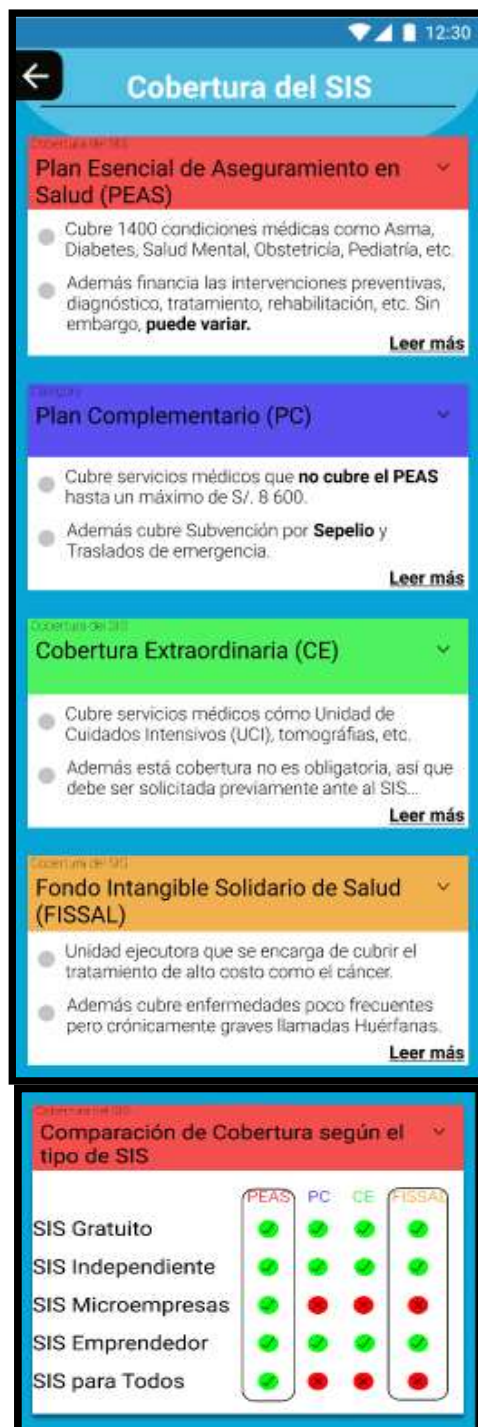 12:30
Cobertura del SIS
Cobertura del SIS
Plan Esencial de Aseguramiento en
Salud (PEAS)
Cubre 1400 condiciones médicas como Asma,
Diabetes, Salud Mental, Obstetricía, Pediatría, etc.
Además financia las intervenciones preventivas,
diagnóstico, tratamiento, rehabilitación, etc. Sin
embargo, puede variar.
Leer más
Category
Plan Complementario (PC)
Cubre servicios médicos que no cubre el PEAS
hasta un máximo de S/. 8 600.
Además cubre Subvención por Sepelio y
Traslados de emergencia.
Leer más
Cobertura del SIS
Cobertura Extraordinaria (CE)
Cubre servicios médicos cómo Unidad de
Cuidados Intensivos (UCI), tomográfias, etc.
Además está cobertura no es obligatoria, asi que
debe ser solicitada previamente ante al SIS...
Leer más
Cobertura del SIS
Fondo Intangible Solidario de Salud
(FISSAL)
Unidad ejecutora que se encarga de cubrir el
tratamiento de alto costo como el cáncer.
Además cubre enfermedades poco frecuentes
pero crónicamente graves llamadas Huérfanas.
Leer más
Cobertura del SIS
Comparación de Cobertura según el
tipo de SIS
PEAS PC CE FISSAL
SIS Gratuito
SIS Independiente
SIS Microempresas
SIS Emprendedor
SIS para Todos